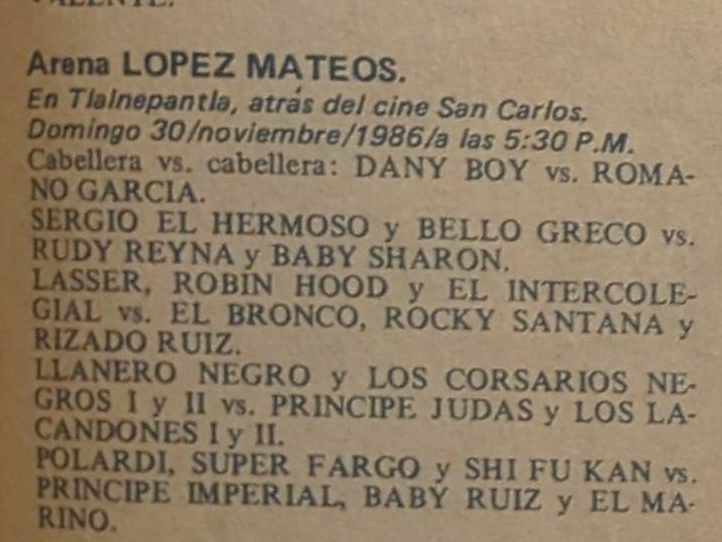 Arena LOPEZ MATEOS.
En Tlalnepantla, atrás del cine San Carlos.
Domingo 30/noviembre/1986/a las 5:30 P.M.
Cabellera vs. cabellera: DANY BOY vs. ROMA-
NO GARCIA.
SERGIO EL HERMOSO y BELLO GRECO vs.
RUDY REYNA y BABY SHARON.
LASSER, ROBIN HOOD y EL INTERCOLE-
GIAL vs. EL BRONCO, ROCKY SANTANA y
RIZADO RUIZ.
LLANERO NEGRO y LOS CORSARIOS NE-
GROS I y II vs. PRINCIPE JUDAS y LOS LA-
CANDONES I y II.
POLARDI, SUPER FARGO y SHI FU KAN vs.
PRINCIPE IMPERIAL, BABY RUIZ y EL MA-
RINO.